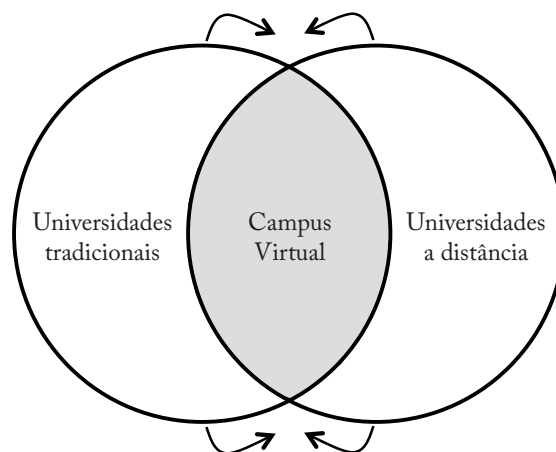 Universidades
tradicionais
Campus
Virtual
Universidades
a distância